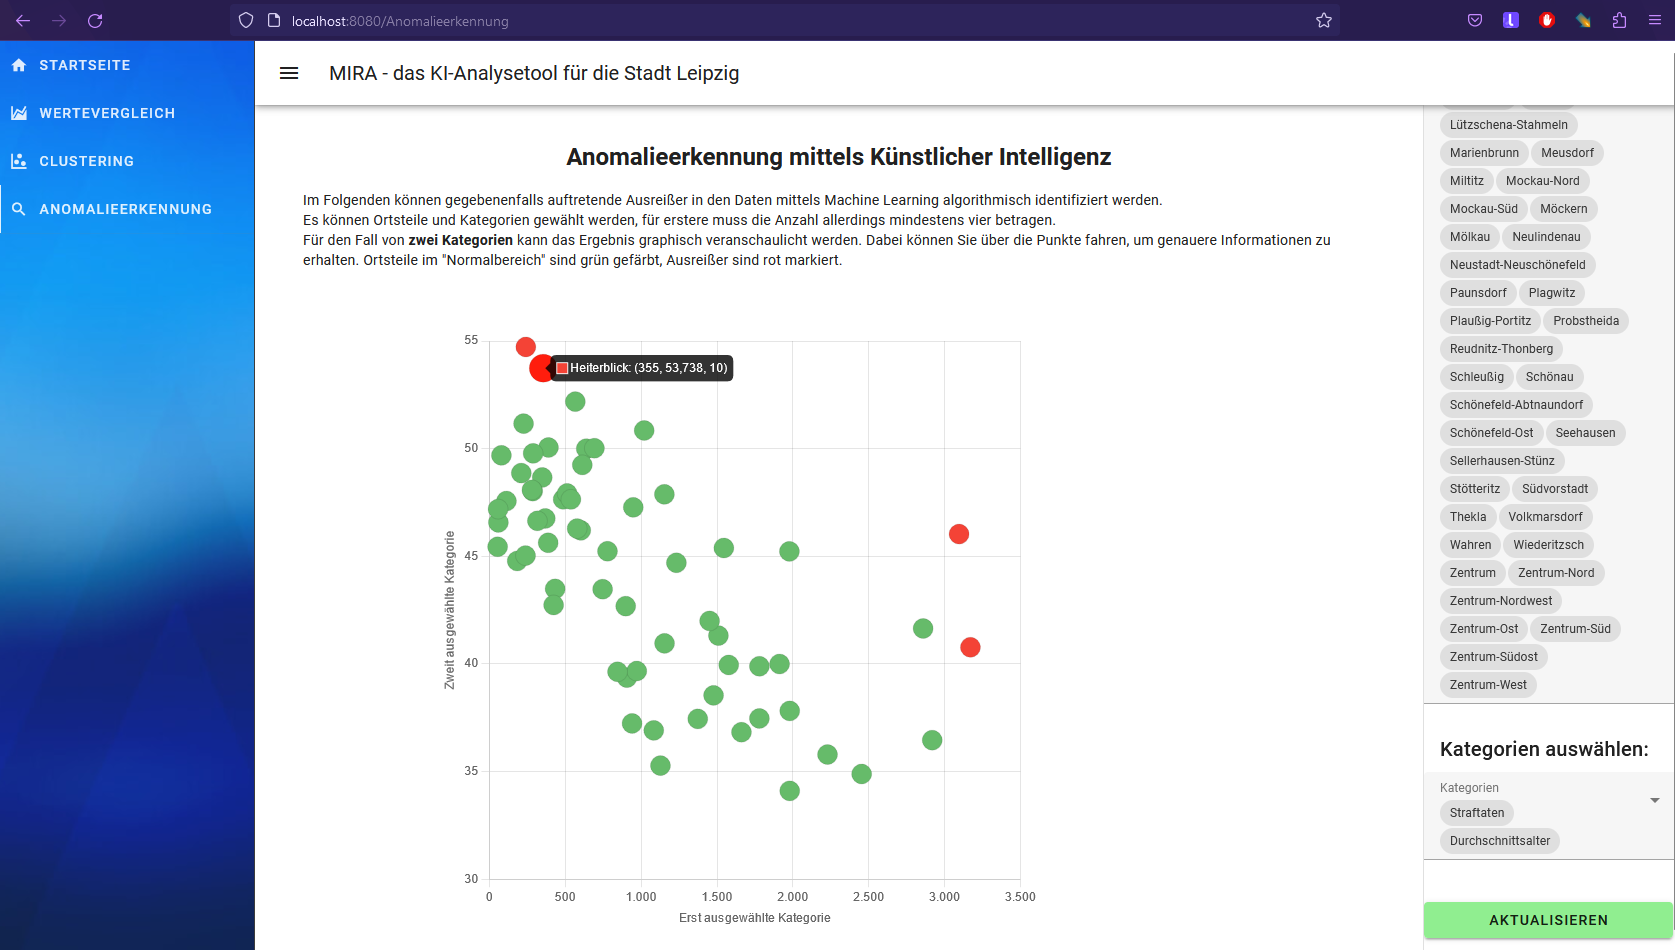 localhost:8080/Anomalieerkennung
STARTSEITE
WERTEVERGLEICH
CLUSTERING
ANOMALIEERKENNUNG
MIRA - das KI-Analysetool für die Stadt Leipzig
Anomalieerkennung mittels Künstlicher Intelligenz
Im Folgenden können gegebenenfalls auftretende Ausreißer in den Daten mittels Machine Learning algorithmisch identifiziert werden.
Es können Ortsteile und Kategorien gewählt werden, für erstere muss die Anzahl allerdings mindestens vier betragen.
Für den Fall von zwei Kategorien kann das Ergebnis graphisch veranschaulicht werden. Dabei können Sie über die Punkte fahren, um genauere Informationen zu
erhalten. Ortsteile im "Normalbereich" sind grün gefärbt, Ausreißer sind rot markiert.
55
Heiterblick: (355, 53,738, 10)
50
45
40
35
30
Zweit ausgewählte Kategorie
0 500 1.000 1.500 2.000 2.500 3.000 3.500
Erst ausgewählte Kategorie
Lützschena-Stahmeln
Marienbrunn Meusdorf
Miltitz Mockau-Nord
Mockau-Süd Möckern
Mölkau Neulindenau
Neustadt-Neuschönefeld
Paunsdorf Plagwitz
Plaußig-Portitz Probstheida
Reudnitz-Thonberg
Schleußig Schönau
Schönefeld-Abtnaundorf
Schönefeld-Ost Seehausen
Sellerhausen-Stünz
Stötteritz Südvorstadt
Thekla Volkmarsdorf
Wahren Wiederitzsch
Zentrum Zentrum-Nord
Zentrum-Nordwest
Zentrum-Ost Zentrum-Süd
Zentrum-Südost
Zentrum-West
Kategorien auswählen:
Kategorien
Straftaten
Durchschnittsalter
AKTUALISIEREN